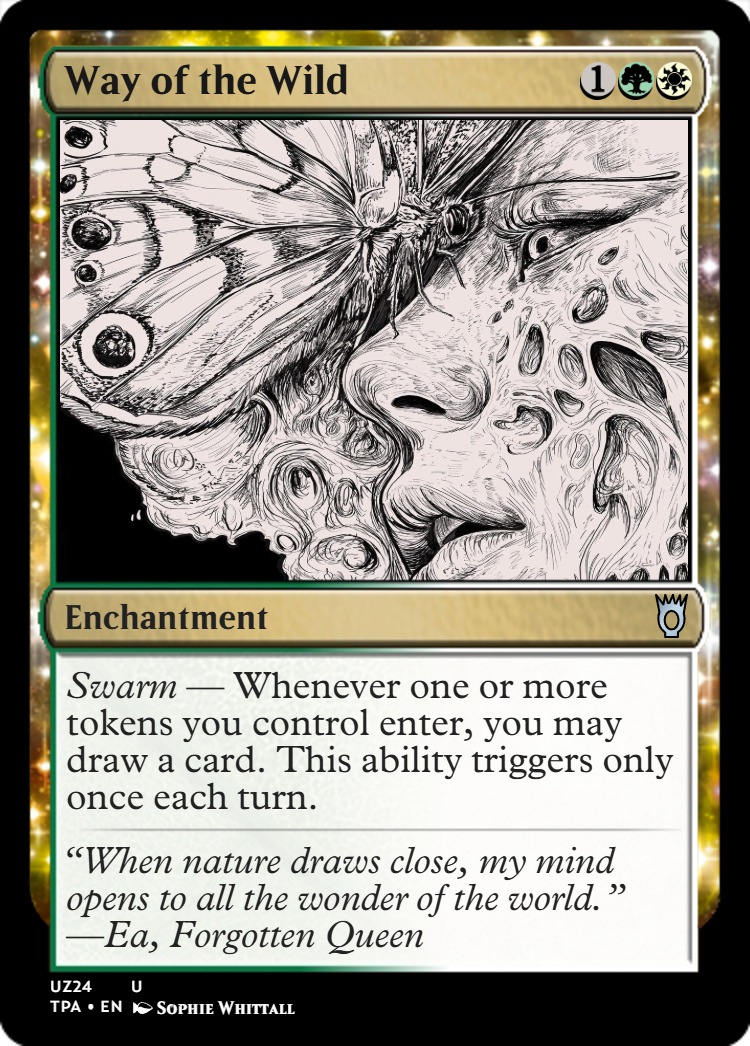 Way of the Wild 1
Enchantment
Swarm — Whenever one or more
tokens you control enter, you may
draw a card. This ability triggers only
once each turn.
“When nature draws close, my mind
opens to all the wonder of the world.”
—Ea, Forgotten Queen
UZ24 U
TPA • EN Sophie Whittall